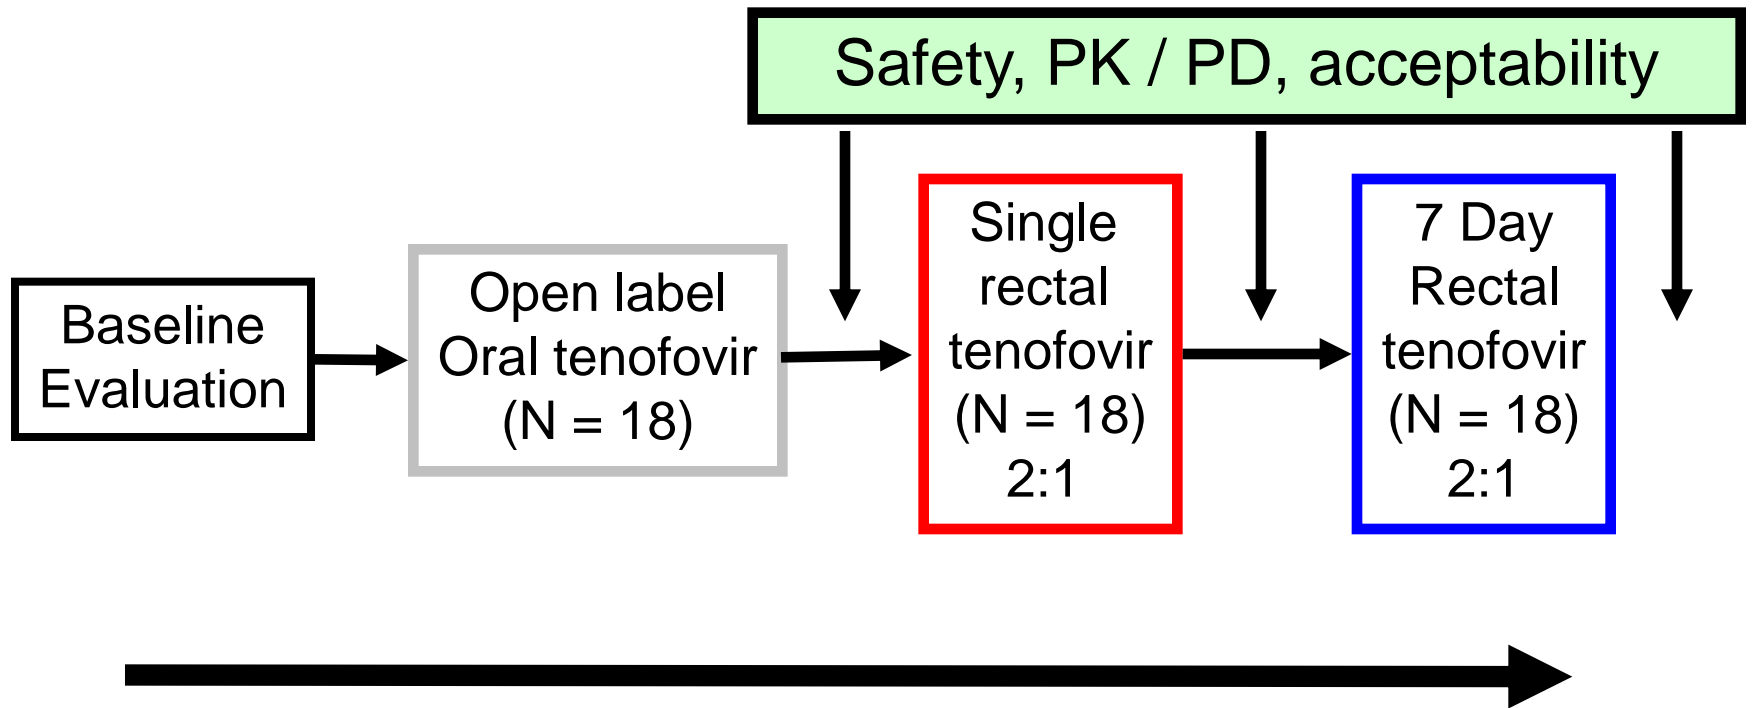 Safety, PK / PD, acceptability
Baseline
Evaluation
Open label
Oral tenofovir
(N = 18)
Single
rectal
tenofovir
(N = 18)
2:1
7 Day
Rectal
tenofovir
(N = 18)
2:1